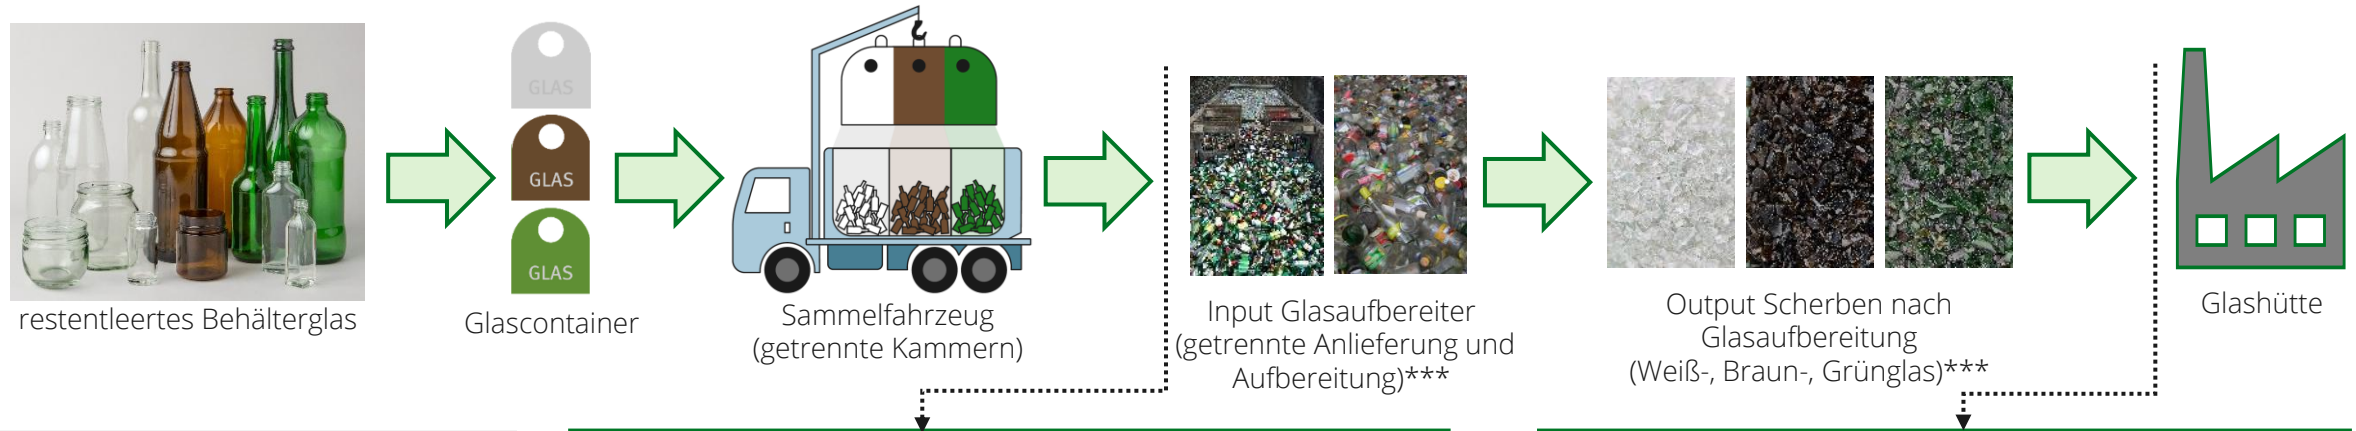 GLAS
GLAS
GLAS
restentleertes Behälterglas
Glascontainer
Sammelfahrzeug
(getrennte Kammern)
Input Glasaufbereiter
(getrennte Anlieferung und
Aufbereitung)***
Output Scherben nach
Glasaufbereitung
(Weiß-, Braun-, Grünglas)***
Glashütte